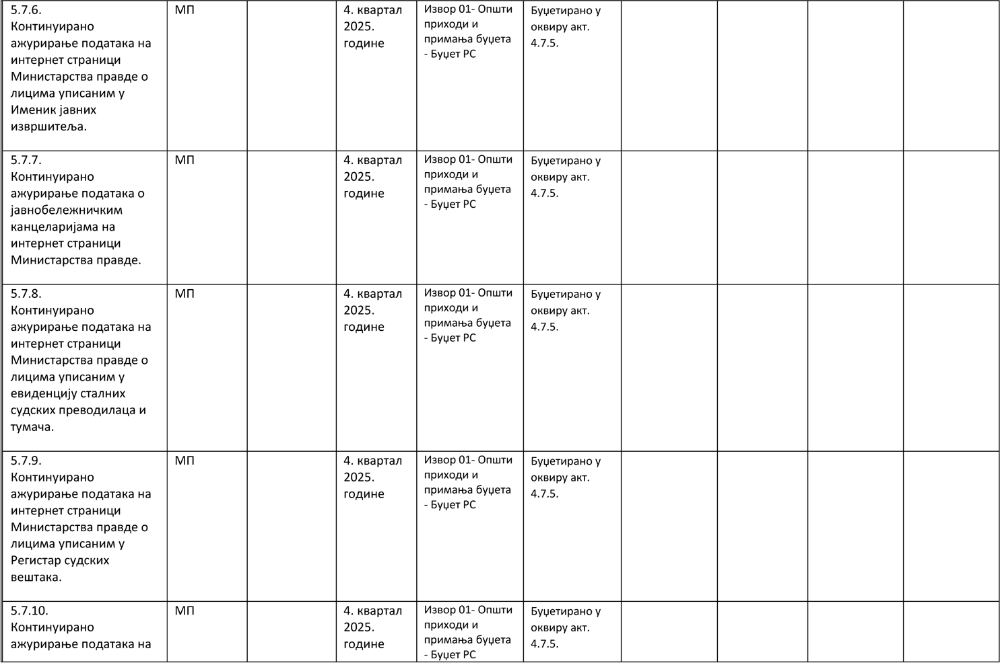 5.7.6.
Континуирано
ажурирање података на
интернет страници
Министарства правде о
лицима уписаним у
Именик јавних
извршитеља.
МП
4. квартал
2025.
године
Извор 01- Општи
приходи и
примања буџета
- Буџет РС
Буџетирано у
оквиру акт.
4.7.5.
5.7.7.
Континуирано
ажурирање података о
јавнобележничким
канцеларијама на
интернет страници
Министарства правде.
МП
4. квартал
2025.
године
Извор 01- Општи
приходи и
примања буџета
- Буџет РС
Буџетирано у
оквиру акт.
4.7.5.
5.7.8.
Континуирано
ажурирање података на
интернет страници
Министарства правде о
лицима уписаним у
евиденцију сталних
судских преводилаца и
тумача.
МП
4. квартал
2025.
године
Извор 01- Општи
приходи и
примања буџета
- Буџет РС
Буџетирано у
оквиру акт.
4.7.5.
5.7.9.
Континуирано
ажурирање података на
интернет страници
Министарства правде о
лицима уписаним у
Регистар судских
вештака.
МП
4. квартал
2025.
године
Извор 01- Општи
приходи и
примања буџета
- Буџет РС
Буџетирано у
оквиру акт.
4.7.5.
5.7.10.
Континуирано
ажурирање података на
МП
4. квартал
2025.
године
Извор 01- Општи
приходи и
примања буџета
- Буџет РС
Буџетирано у
оквиру акт.
4.7.5.